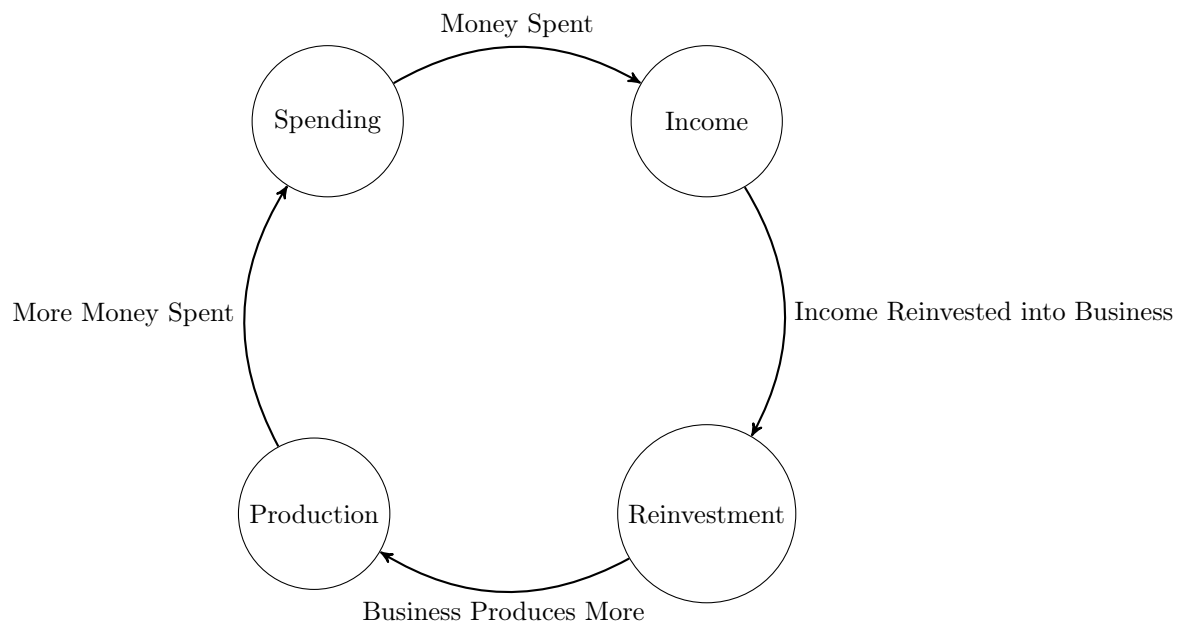 Money Spent
Spending
Income
More Money Spent
Income Reinvested into Business
Production
Reinvestment
Business Produces More